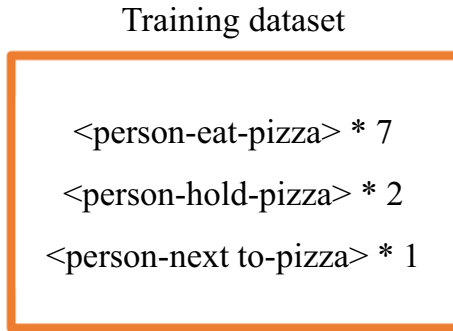 Training dataset
<person-eat-pizza> * 7
<person-hold-pizza> * 2
<person-next to-pizza> * 1